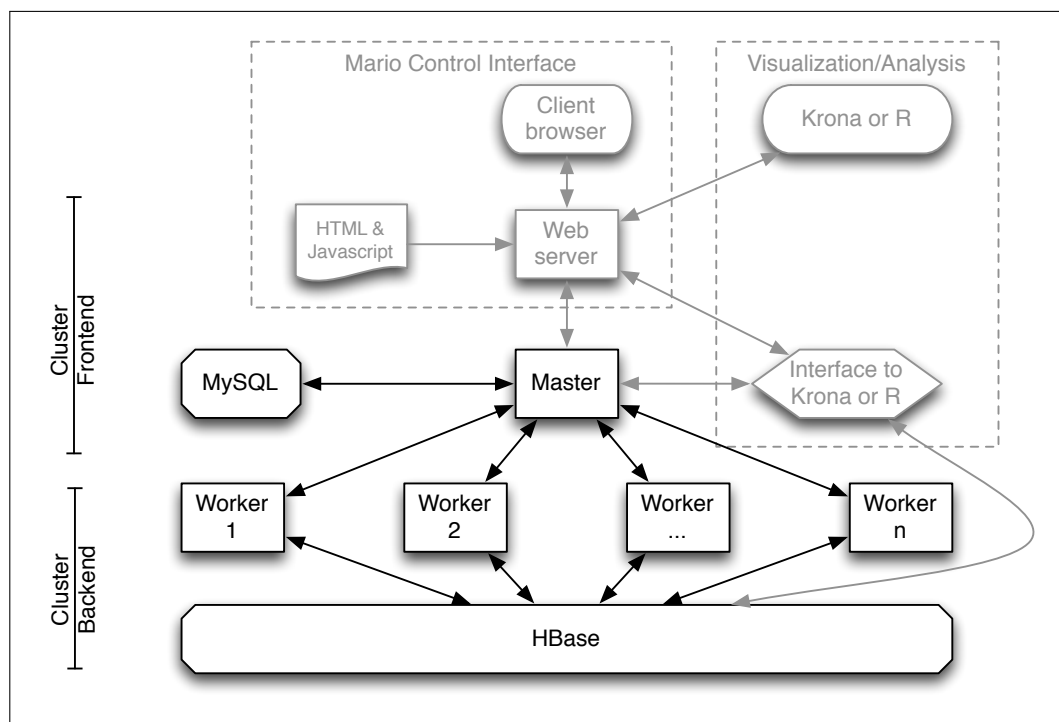 Mario Control Interface
Visualization/Analysis
Client
browser
Krona or R
HTML &
Javascript
Web
server
Cluster
Frontend
MySQL
Master
Interface to
Krona or R
Worker
1
Worker
2
Worker
...
Worker
n
Cluster
Backend
HBase